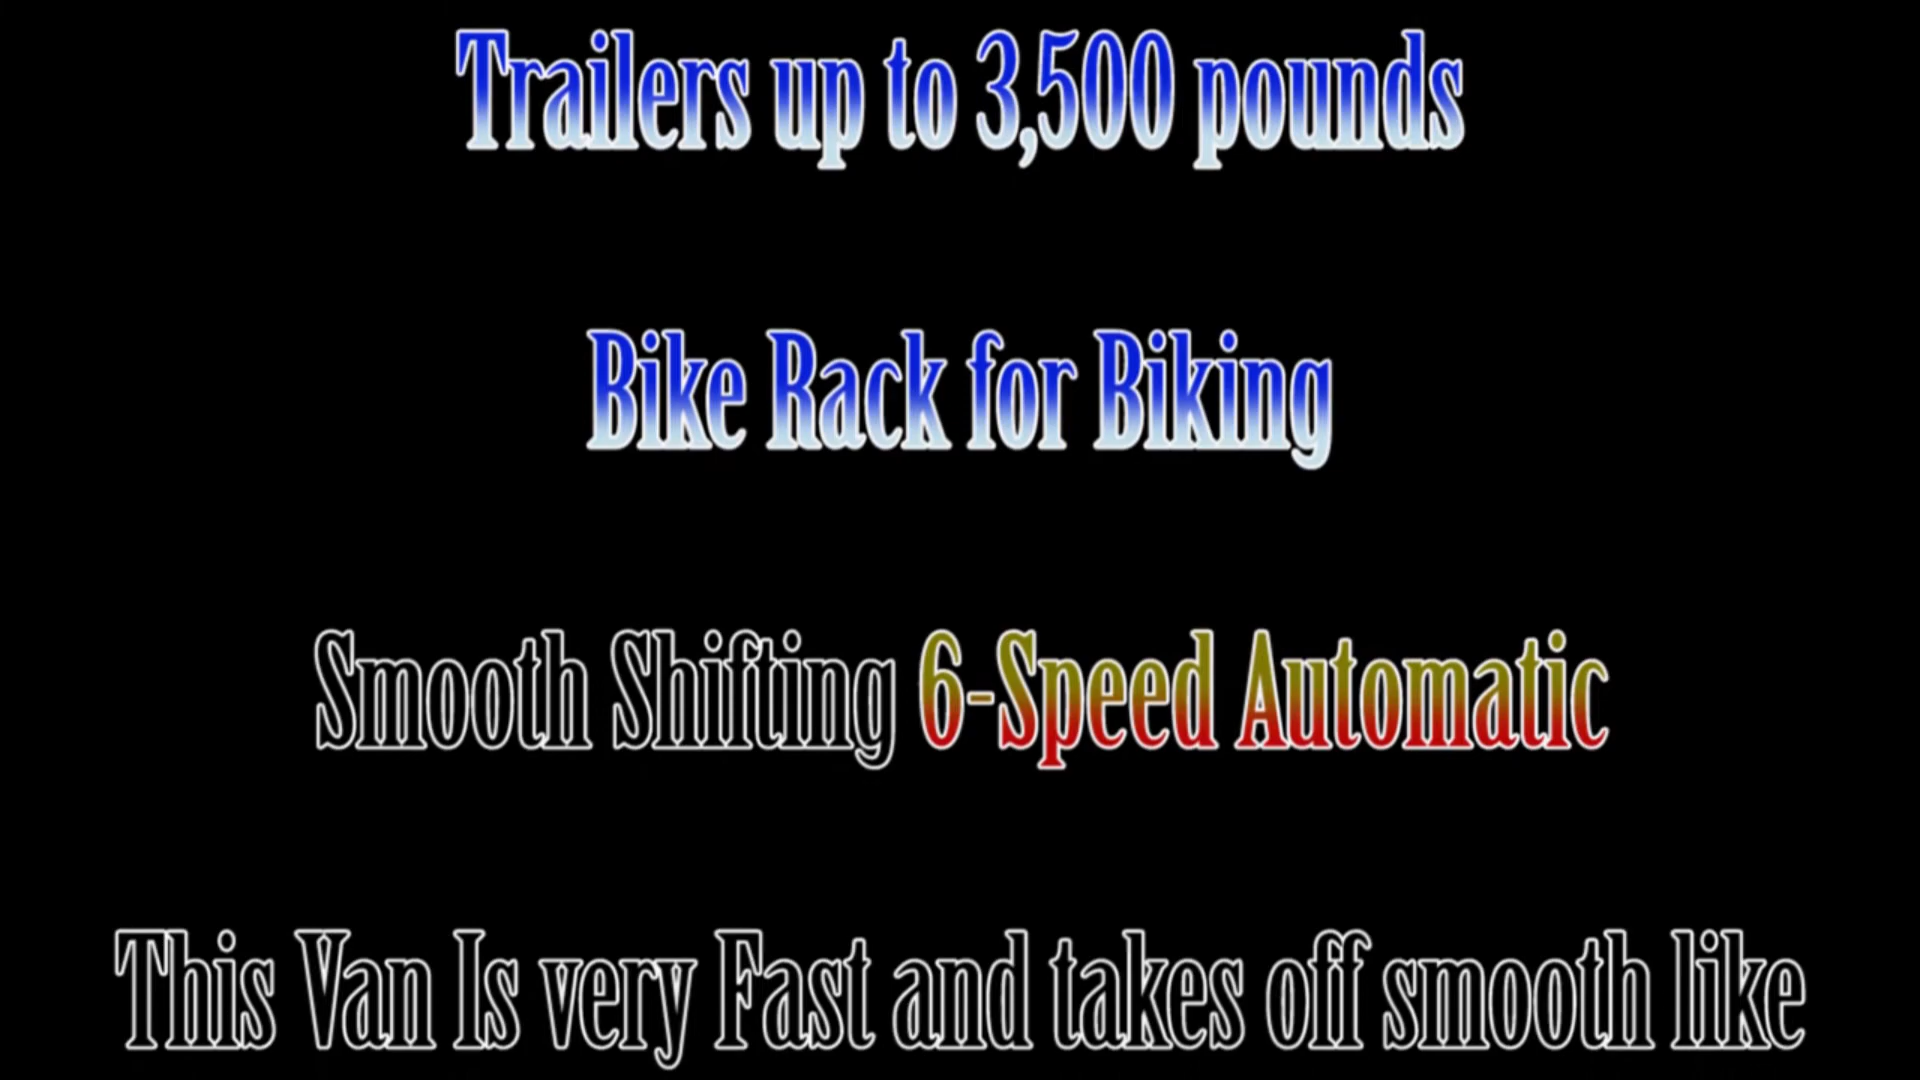 Trailers up to 3,500 pounds
Bike Rack for Biking
Smooth Shifting 6-Speed Automatic
This Van Is very Fast and takes off smooth like